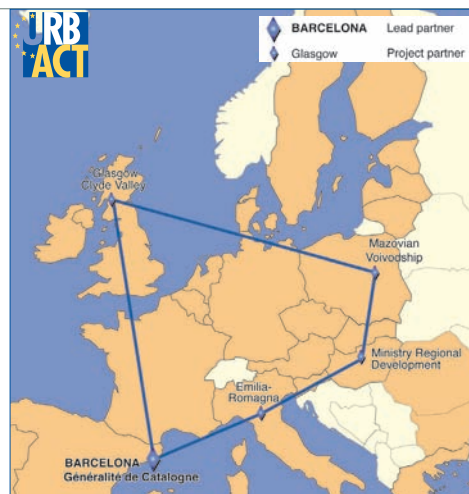 URB
ACT
BARCELONA Lead partner
Glasgow Project partner
Glasgow
Clyde Valley
Mazovian
Voivodship
Ministry Regional
Development
Emilia-
Romagna
BARCELONA
Généralité de Catalogne